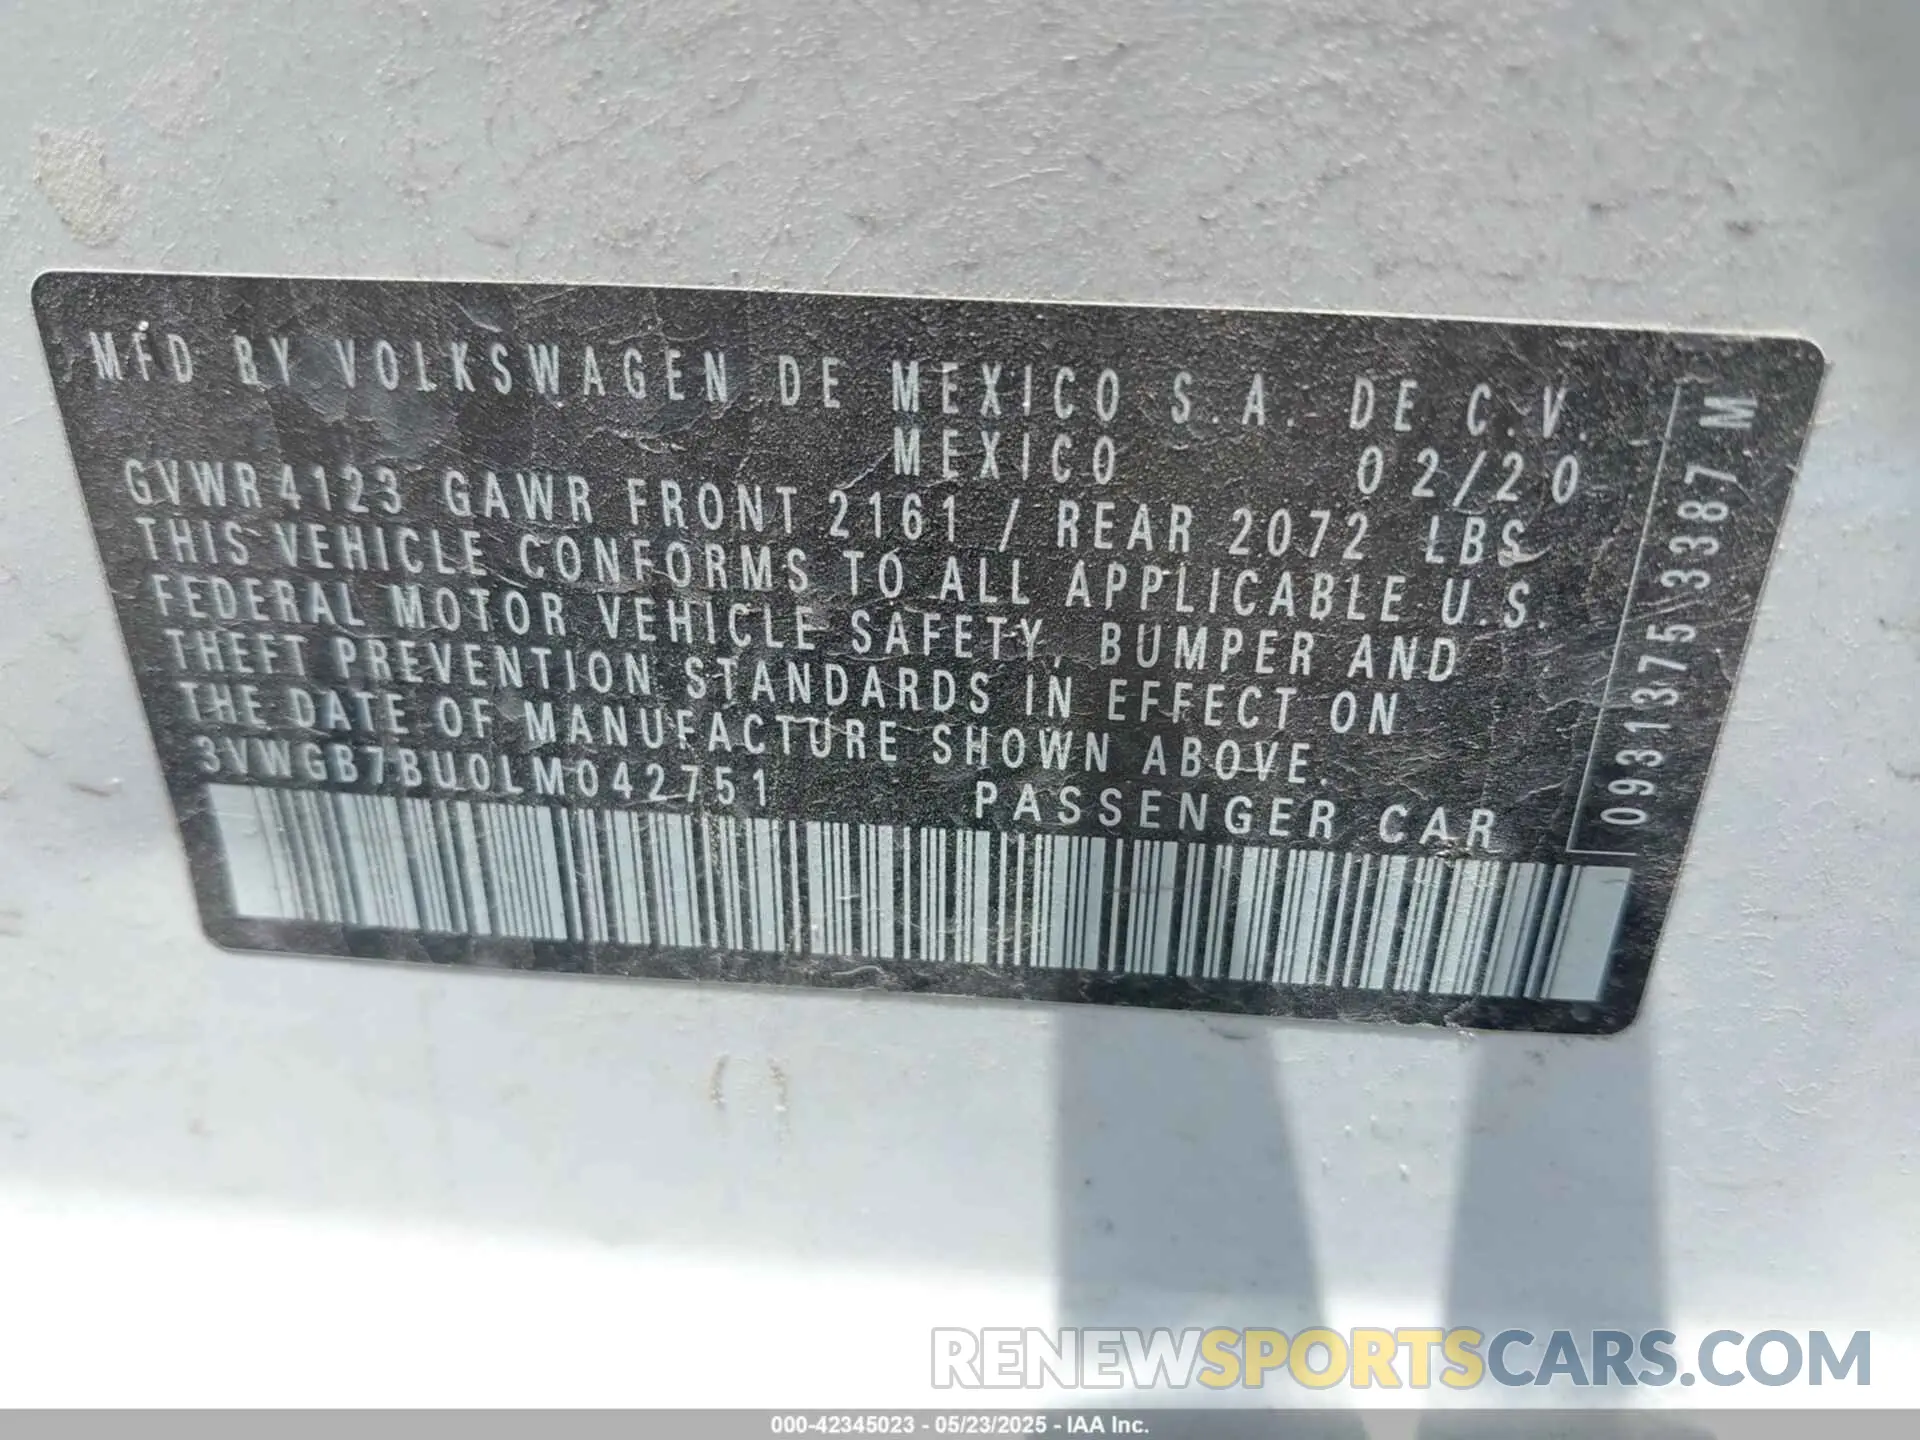 MFD BY VOLKSWAGEN DE MEXICO S.A. DE C.V.
MEXICO 02/20
GVWR 4123 GAWR FRONT 2161 / REAR 2072 LBS
THIS VEHICLE CONFORMS TO ALL APPLICABLE U.S.
FEDERAL MOTOR VEHICLE SAFETY, BUMPER AND
THEFT PREVENTION STANDARDS IN EFFECT ON
THE DATE OF MANUFACTURE SHOWN ABOVE.
3VWGB7BU0LM042751 PASSENGER CAR
0931375 3387 M
RENEWSPORTSCARS.COM
000-42345023 - 05/23/2025 - IAA Inc.